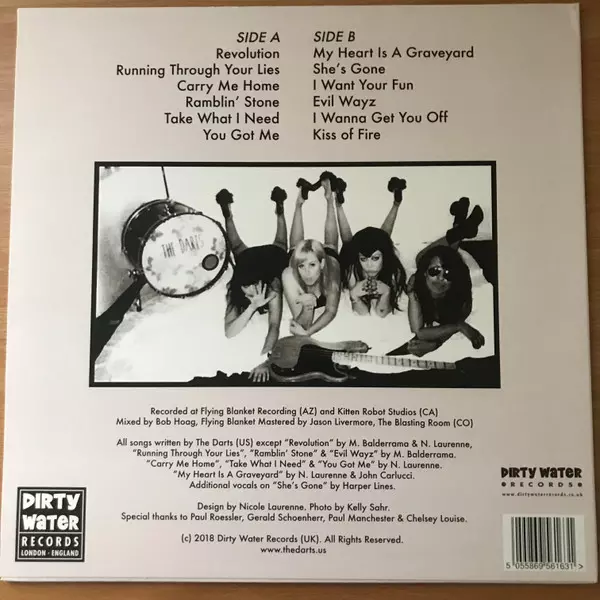 SIDE A
Revolution
Running Through Your Lies
Carry Me Home
Ramblin' Stone
Take What I Need
You Got Me
SIDE B
My Heart Is A Graveyard
She's Gone
I Want Your Fun
Evil Wayz
I Wanna Get You Off
Kiss of Fire
THE DARTS
Recorded at Flying Blanket Recording (AZ) and Kitten Robot Studios (CA)
Mixed by Bob Hoag, Flying Blanket Mastered by Jason Livermore, The Blasting Room (CO)
All songs written by The Darts (US) except "Revolution" by M. Balderrama & N. Laurenne,
"Running Through Your Lies", "Ramblin' Stone" & "Evil Wayz" by M. Balderrama.
"Carry Me Home", "Take What I Need" & "You Got Me" by N. Laurenne.
"My Heart Is A Graveyard" by N. Laurenne & John Carlucci.
Additional vocals on "She's Gone" by Harper Lines.
Design by Nicole Laurenne. Photo by Kelly Sahr.
Special thanks to Paul Roessler, Gerald Schoenherr, Paul Manchester & Chelsey Louise.
(c) 2018 Dirty Water Records (UK). All Rights Reserved.
www.thedarts.us
DIRTY
WATER
RECORDS
LONDON · ENGLAND
DIRTY WATER
• RECORDS •
www.dirtywaterrecords.co.uk
5 055869 561631 >